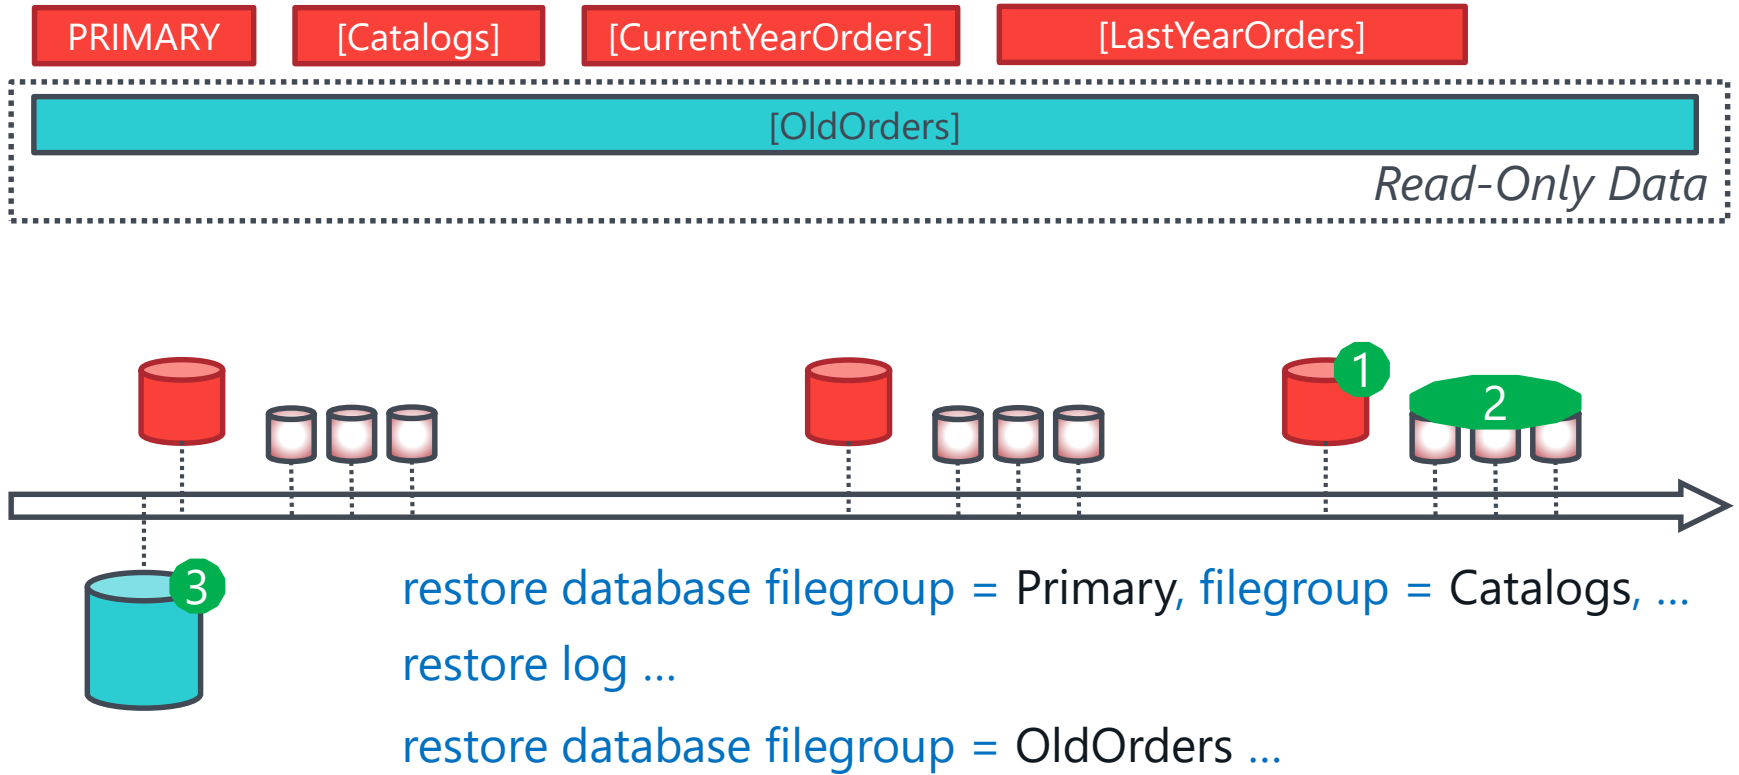 PRIMARY
[Catalogs]
[CurrentYearOrders]
[LastYearOrders]
[OldOrders]
Read-Only Data
1
2
3
restore database filegroup = Primary, filegroup = Catalogs, …
restore log …
restore database filegroup = OldOrders …